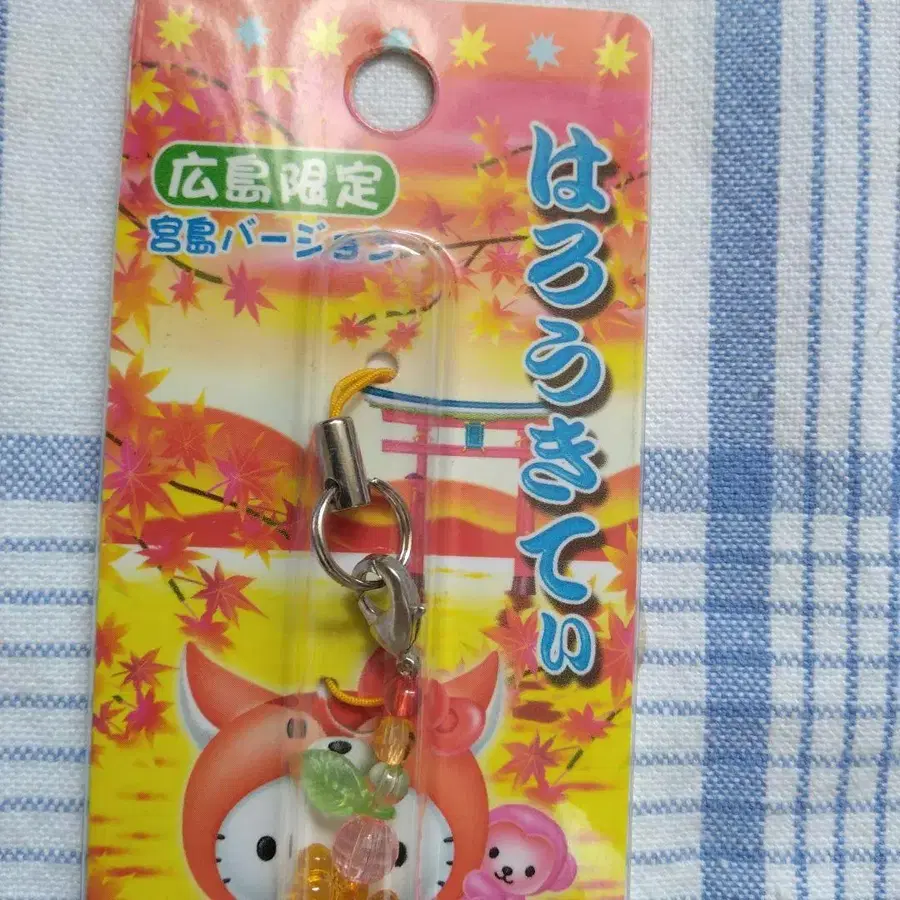 広島限定
宮島バージョン
はろうきてぃ